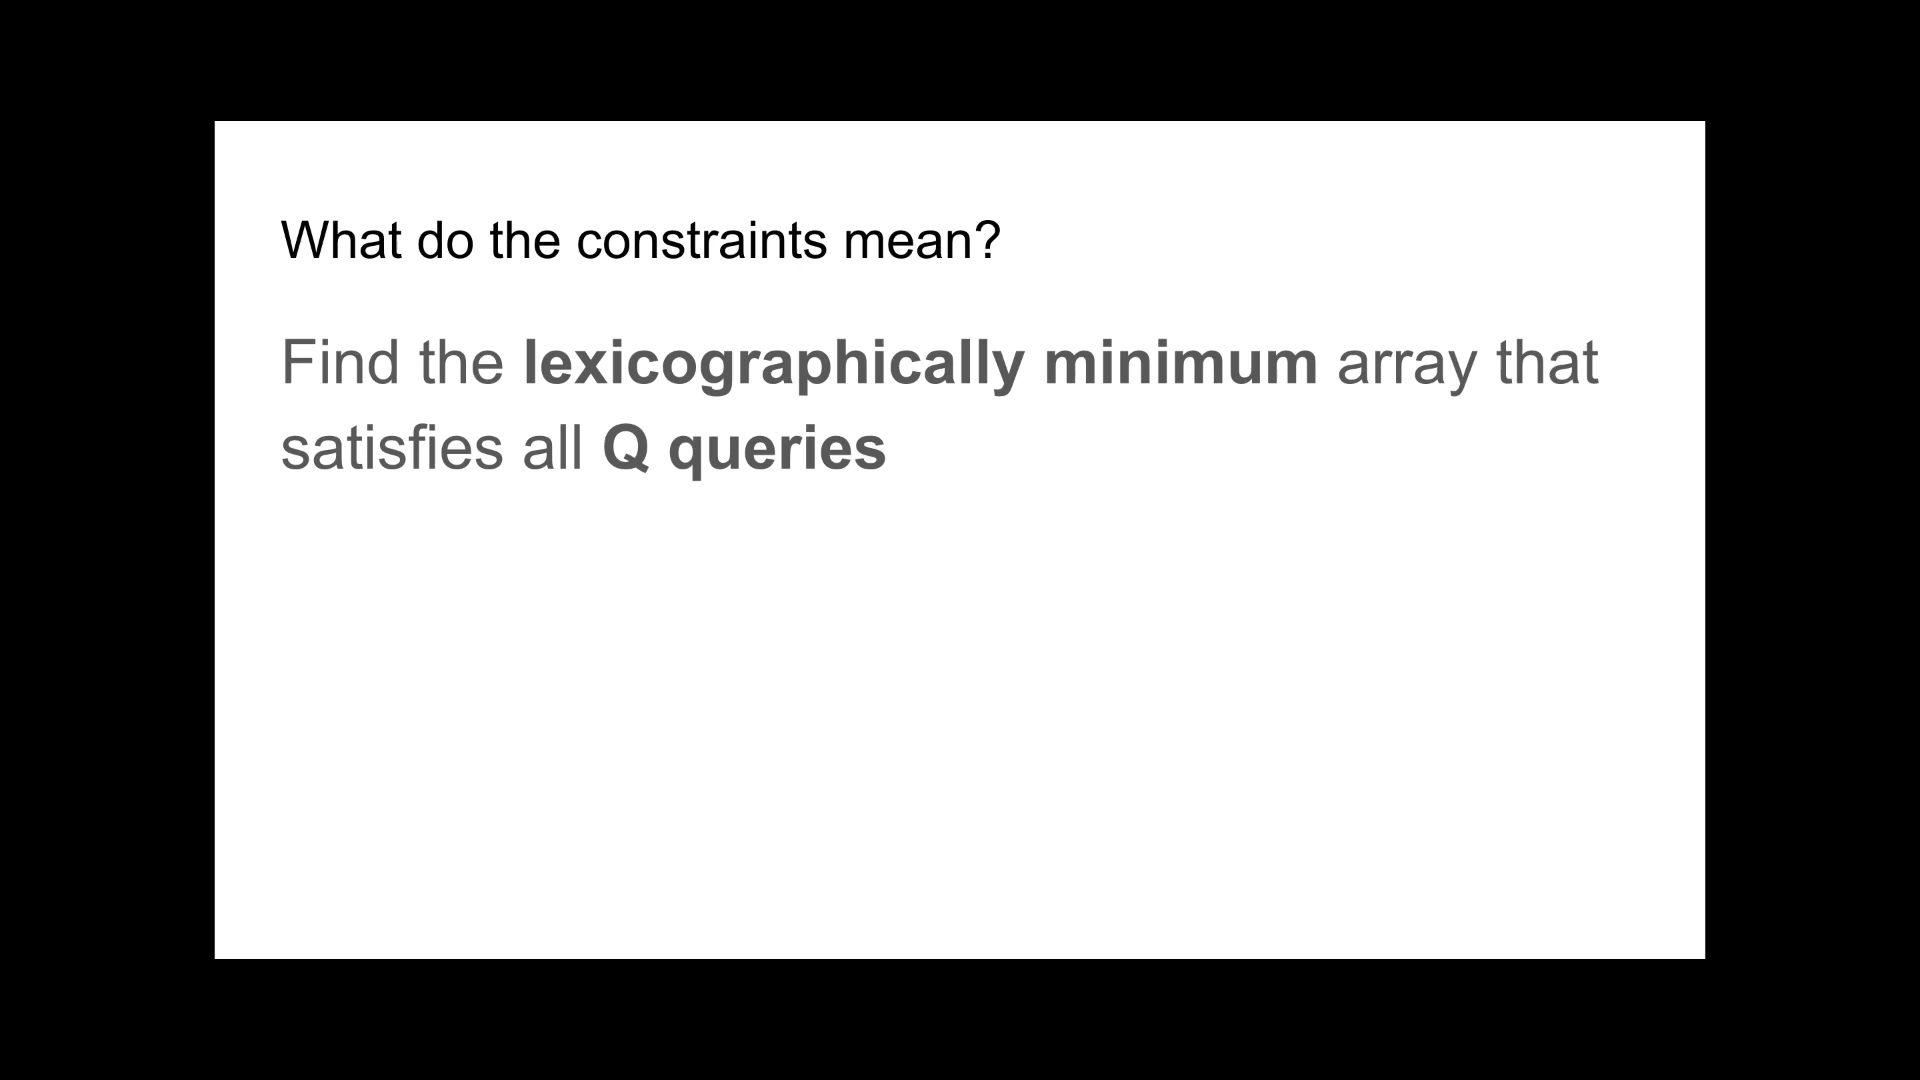 What do the constraints mean?
Find the lexicographically minimum array that
satisfies all Q queries